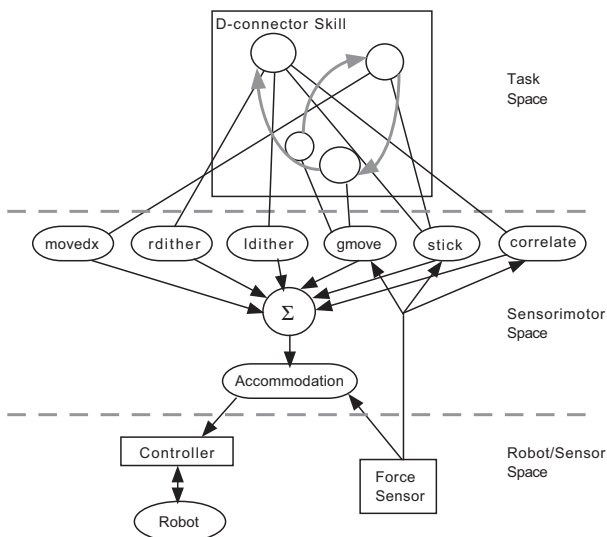 D-connector Skill
Task
Space
movedx
rdither
ldither
gmove
stick
correlate
Σ
Sensorimotor
Space
Accommodation
Controller
Force
Sensor
Robot/Sensor
Space
Robot